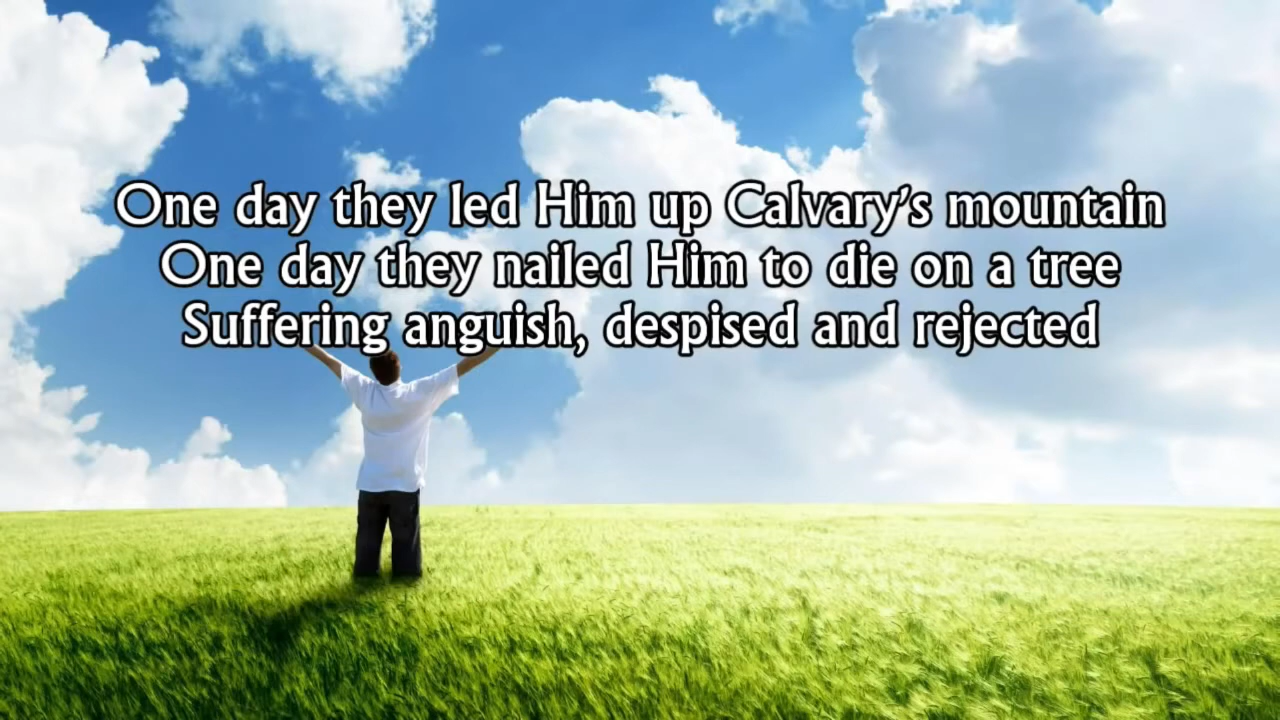 One day they led Him up Calvary's mountain
One day they nailed Him to die on a tree
Suffering anguish, despised and rejected